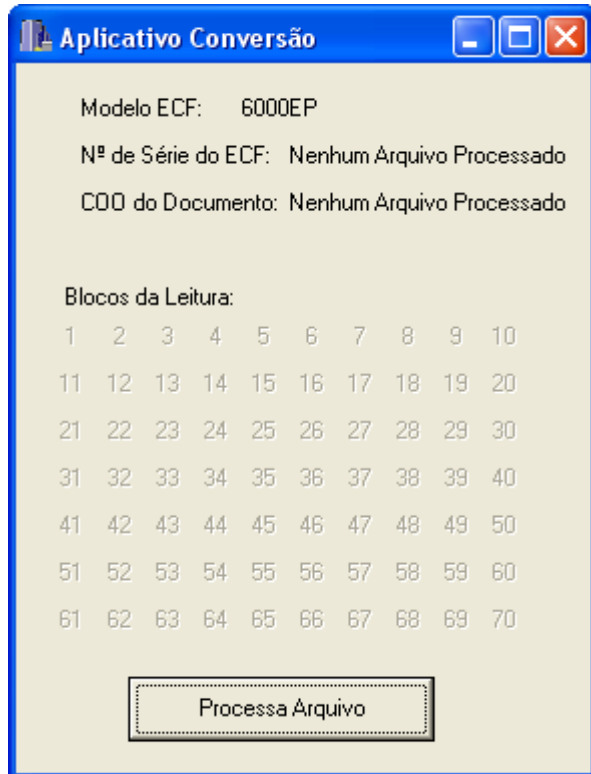 Aplicativo Conversão
Modelo ECF: 6000EP
Nº de Série do ECF: Nenhum Arquivo Processado
COO do Documento: Nenhum Arquivo Processado
Blocos da Leitura:
1 2 3 4 5 6 7 8 9 10
11 12 13 14 15 16 17 18 19 20
21 22 23 24 25 26 27 28 29 30
31 32 33 34 35 36 37 38 39 40
41 42 43 44 45 46 47 48 49 50
51 52 53 54 55 56 57 58 59 60
61 62 63 64 65 66 67 68 69 70
Processa Arquivo